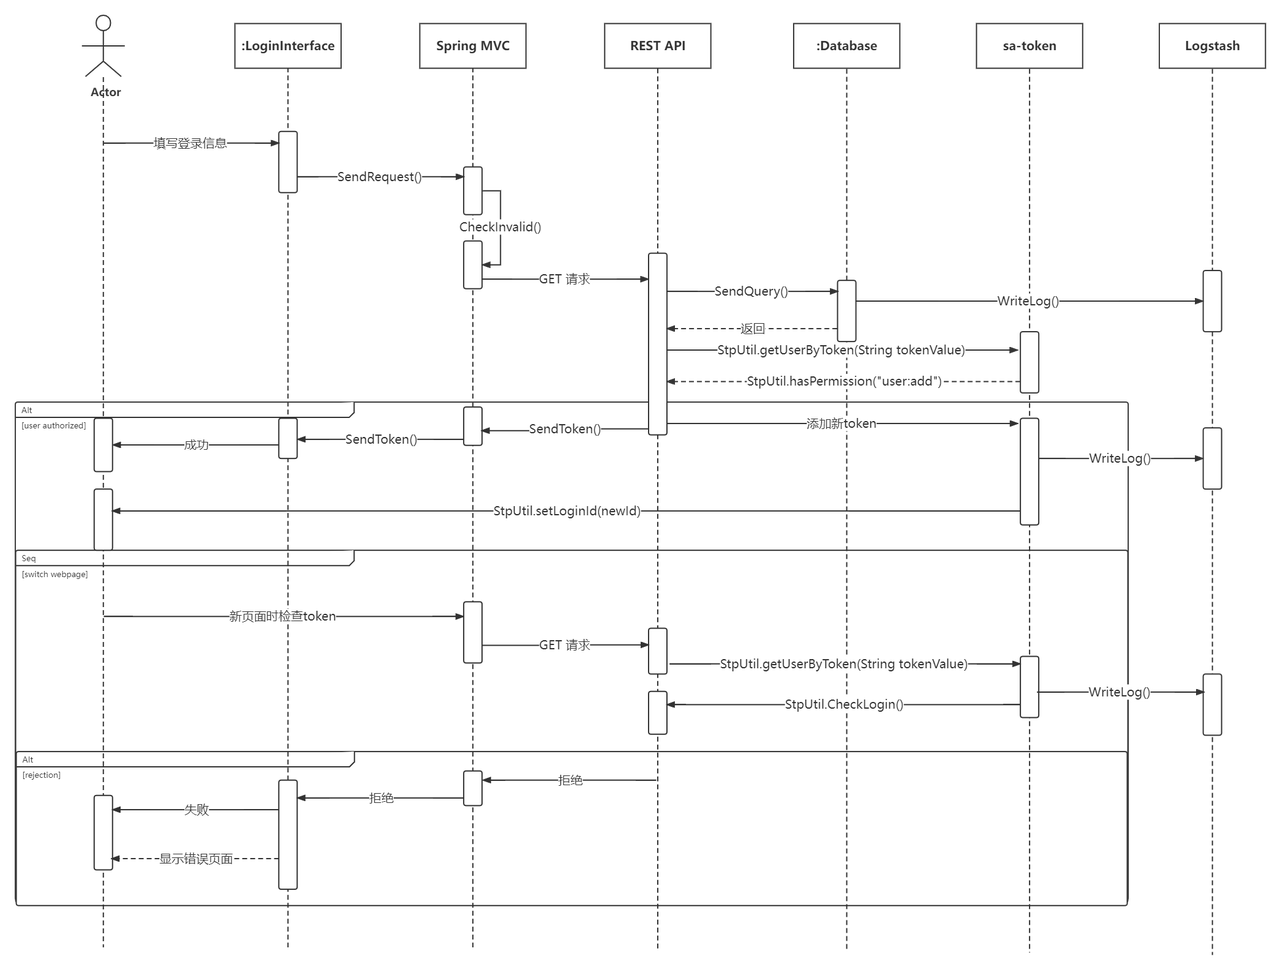 Actor
:LoginInterface
Spring MVC
REST API
:Database
sa-token
Logstash
填写登录信息
SendRequest()
CheckInvalid()
GET 请求
SendQuery()
WriteLog()
返回
StpUtil.getUserByToken(String tokenValue)
StpUtil.hasPermission("user:add")
Alt
[user authorized]
添加新token
SendToken()
SendToken()
成功
WriteLog()
StpUtil.setLoginId(newId)
Seq
[switch webpage]
新页面时检查token
GET 请求
StpUtil.getUserByToken(String tokenValue)
WriteLog()
StpUtil.CheckLogin()
Alt
[rejection]
拒绝
拒绝
失败
显示错误页面